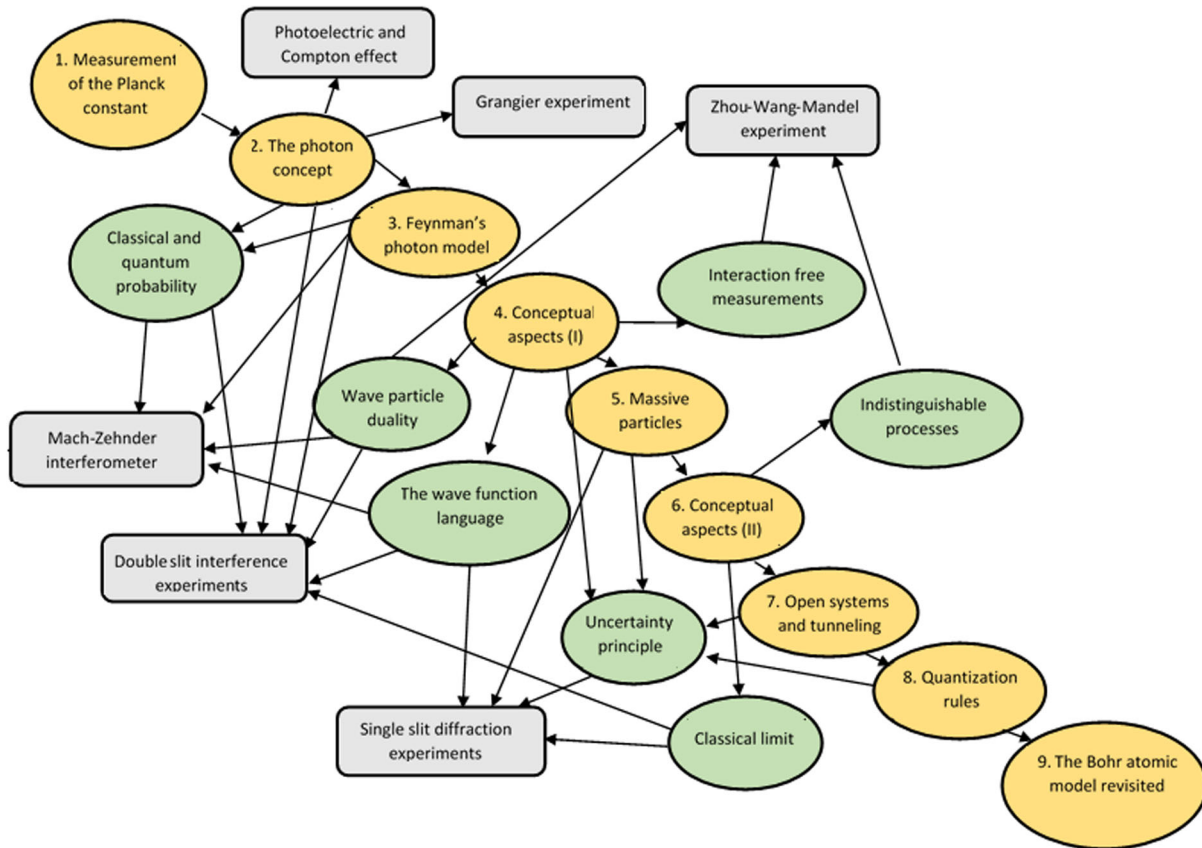 Photoelectric and
Compton effect
1. Measurement
of the Planck
constant
Grangier experiment
Zhou-Wang-Mandel
experiment
2. The photon
concept
3. Feynman's
photon model
Classical and
quantum
probability
Interaction free
measurements
4. Conceptual
aspects (I)
Wave particle
duality
5. Massive
particles
Indistinguishable
processes
Mach-Zehnder
interferometer
The wave function
language
6. Conceptual
aspects (II)
Double slit interference
experiments
7. Open systems
and tunneling
Uncertainty
principle
8. Quantization
rules
Single slit diffraction
experiments
Classical limit
9. The Bohr atomic
model revisited